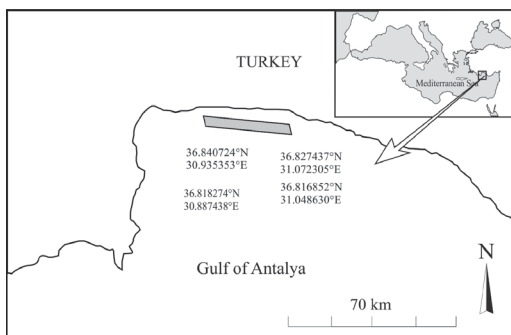 TURKEY
Mediterranean Sea
36.840724°N
30.935353°E
36.827437°N
31.072305°E
36.818274°N
30.887438°E
36.816852°N
31.048630°E
Gulf of Antalya
N
70 km